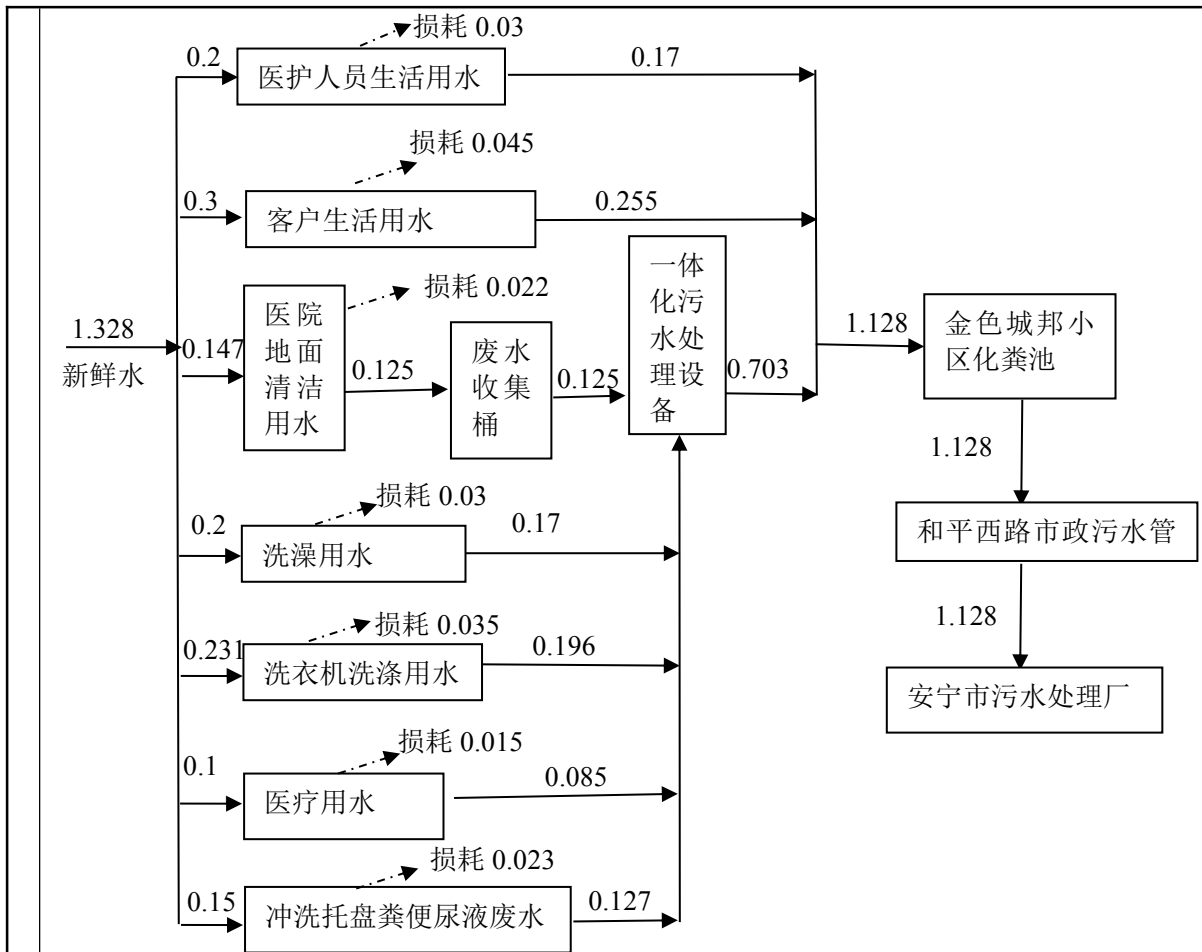 损耗 0.03
0.2
医护人员生活用水
0.17
损耗 0.045
0.3
客户生活用水
0.255
1.328
新鲜水
损耗 0.022
0.147
医院
地面
清洁
用水
0.125
废水
收集
桶
0.125
一体
化污
水处
理设
备
0.703
1.128
金色城邦小
区化粪池
1.128
和平西路市政污水管
1.128
安宁市污水处理厂
损耗 0.03
0.2
洗澡用水
0.17
损耗 0.035
0.231
洗衣机洗涤用水
0.196
损耗 0.015
0.1
医疗用水
0.085
损耗 0.023
0.15
冲洗托盘粪便尿液废水
0.127